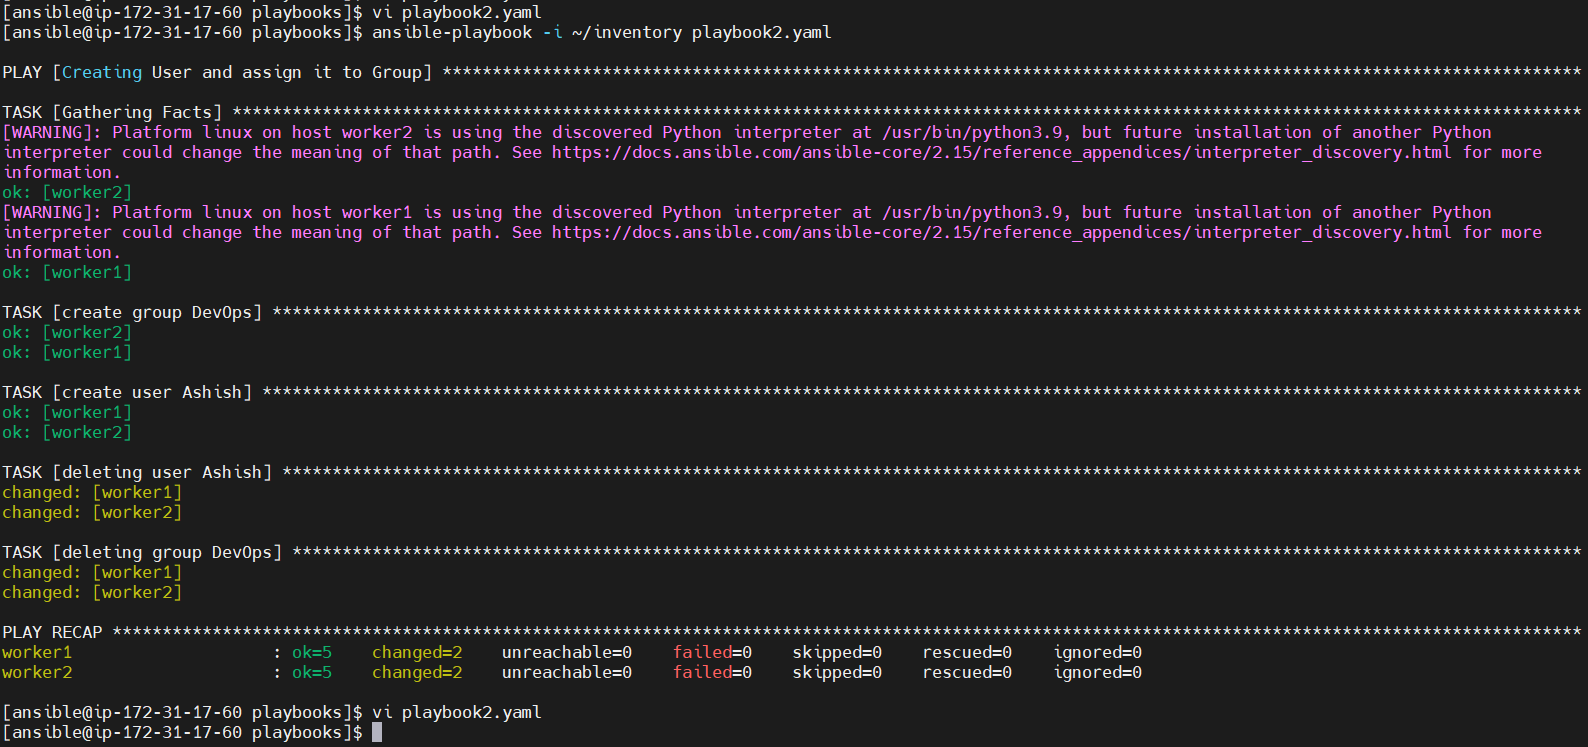 [ansible@ip-172-31-17-60 playbooks]$ vi playbook2.yaml
[ansible@ip-172-31-17-60 playbooks]$ ansible-playbook -i ~/inventory playbook2.yaml
PLAY [Creating User and assign it to Group] ******************************************************************************************************************
TASK [Gathering Facts] ***************************************************************************************************************************************
[WARNING]: Platform linux on host worker2 is using the discovered Python interpreter at /usr/bin/python3.9, but future installation of another Python
interpreter could change the meaning of that path. See https://docs.ansible.com/ansible-core/2.15/reference_appendices/interpreter_discovery.html for more
information.
ok: [worker2]
[WARNING]: Platform linux on host worker1 is using the discovered Python interpreter at /usr/bin/python3.9, but future installation of another Python
interpreter could change the meaning of that path. See https://docs.ansible.com/ansible-core/2.15/reference_appendices/interpreter_discovery.html for more
information.
ok: [worker1]
TASK [create group DevOps] ***********************************************************************************************************************************
ok: [worker2]
ok: [worker1]
TASK [create user Ashish] ************************************************************************************************************************************
ok: [worker1]
ok: [worker2]
TASK [deleting user Ashish] **********************************************************************************************************************************
changed: [worker1]
changed: [worker2]
TASK [deleting group DevOps] *********************************************************************************************************************************
changed: [worker1]
changed: [worker2]
PLAY RECAP ***************************************************************************************************************************************************
worker1                    : ok=5    changed=2    unreachable=0    failed=0    skipped=0    rescued=0    ignored=0
worker2                    : ok=5    changed=2    unreachable=0    failed=0    skipped=0    rescued=0    ignored=0
[ansible@ip-172-31-17-60 playbooks]$ vi playbook2.yaml
[ansible@ip-172-31-17-60 playbooks]$